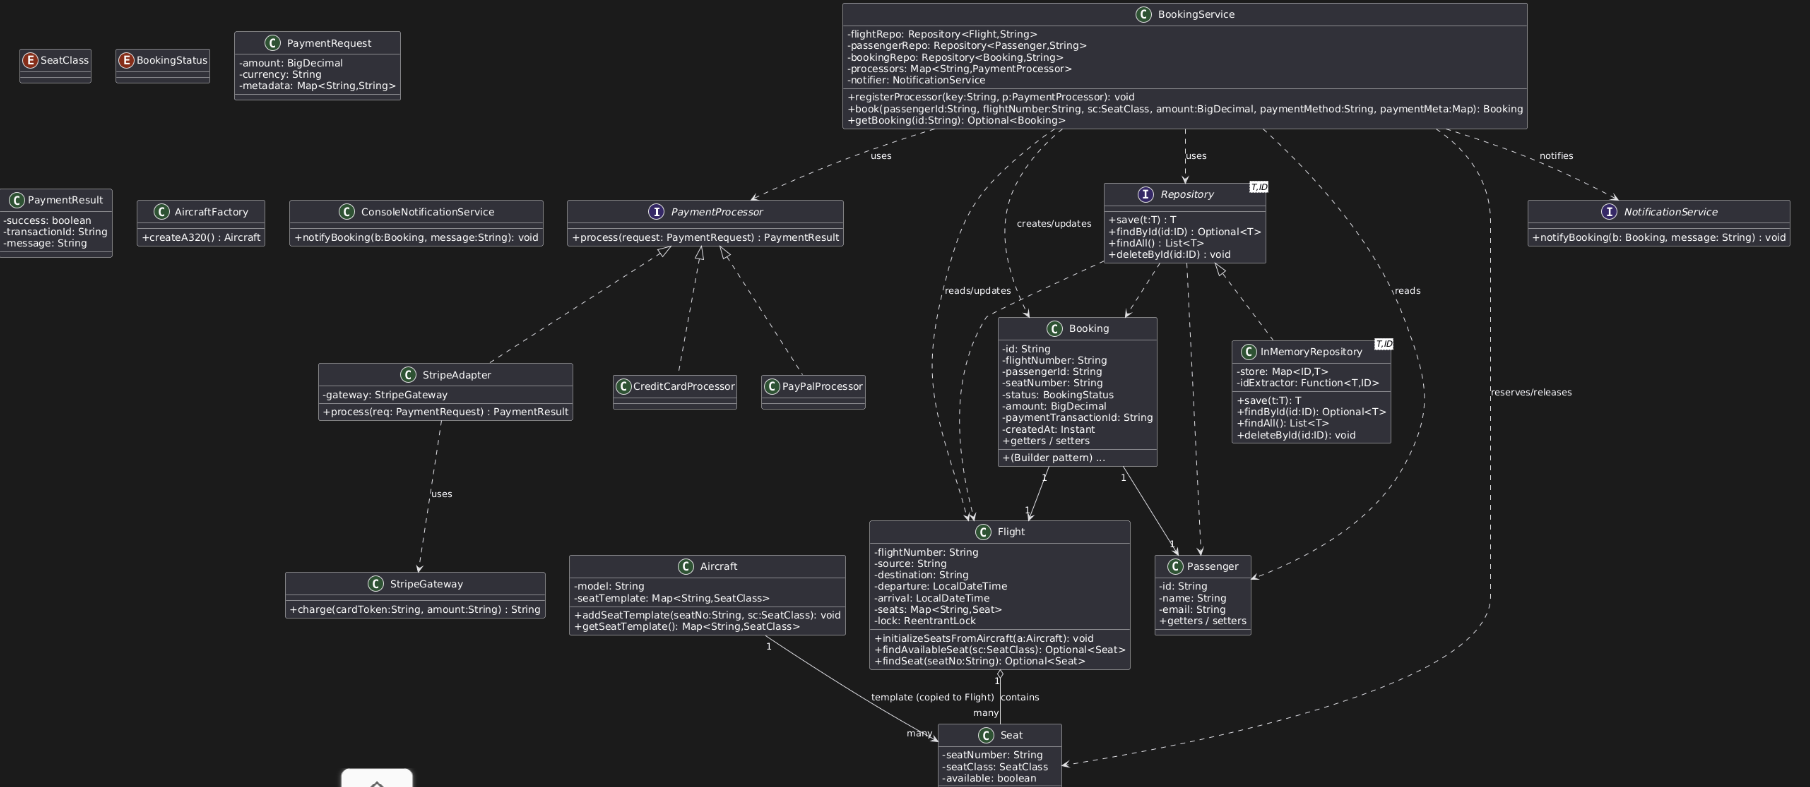 BookingService
-flightRepo: Repository<Flight,String>
-passengerRepo: Repository<Passenger,String>
-bookingRepo: Repository<Booking,String>
-processors: Map<String,PaymentProcessor>
-notifier: NotificationService
+registerProcessor(key:String, p:PaymentProcessor): void
+book(passengerId:String, flightNumber:String, sc:SeatClass, amount:BigDecimal, paymentMethod:String, paymentMeta:Map): Booking
+getBooking(id:String): Optional<Booking>
E SeatClass
E BookingStatus
C PaymentRequest
-amount: BigDecimal
-currency: String
-metadata: Map<String,String>
uses
uses
notifies
C PaymentResult
-success: boolean
-transactionId: String
-message: String
C AircraftFactory
+createA320() : Aircraft
C ConsoleNotificationService
+notifyBooking(b:Booking, message:String): void
I PaymentProcessor
+process(request: PaymentRequest) : PaymentResult
I Repository
T,ID
+save(t:T) : T
+findById(id:ID) : Optional<T>
+findAll() : List<T>
+deleteById(id:ID) : void
I NotificationService
+notifyBooking(b: Booking, message: String) : void
creates/updates
reads/updates
reads
reserves/releases
C StripeAdapter
-gateway: StripeGateway
+process(req: PaymentRequest) : PaymentResult
C CreditCardProcessor
C PayPalProcessor
C Booking
-id: String
-flightNumber: String
-passengerId: String
-seatNumber: String
-status: BookingStatus
-amount: BigDecimal
-paymentTransactionId: String
-createdAt: Instant
+getters / setters
+(Builder pattern) ...
C InMemoryRepository
T,ID
-store: Map<ID,T>
-idExtractor: Function<T,ID>
+save(t:T): T
+findById(id:ID): Optional<T>
+findAll(): List<T>
+deleteById(id:ID): void
uses
1
1
1
1
C StripeGateway
+charge(cardToken:String, amount:String) : String
C Aircraft
-model: String
-seatTemplate: Map<String,SeatClass>
+addSeatTemplate(seatNo:String, sc:SeatClass): void
+getSeatTemplate(): Map<String,SeatClass>
C Flight
-flightNumber: String
-source: String
-destination: String
-departure: LocalDateTime
-arrival: LocalDateTime
-seats: Map<String,Seat>
-lock: ReentrantLock
+initializeSeatsFromAircraft(a:Aircraft): void
+findAvailableSeat(sc:SeatClass): Optional<Seat>
+findSeat(seatNo:String): Optional<Seat>
C Passenger
-id: String
-name: String
-email: String
+getters / setters
1
1
template (copied to Flight)
contains
many
many
C Seat
-seatNumber: String
-seatClass: SeatClass
-available: boolean